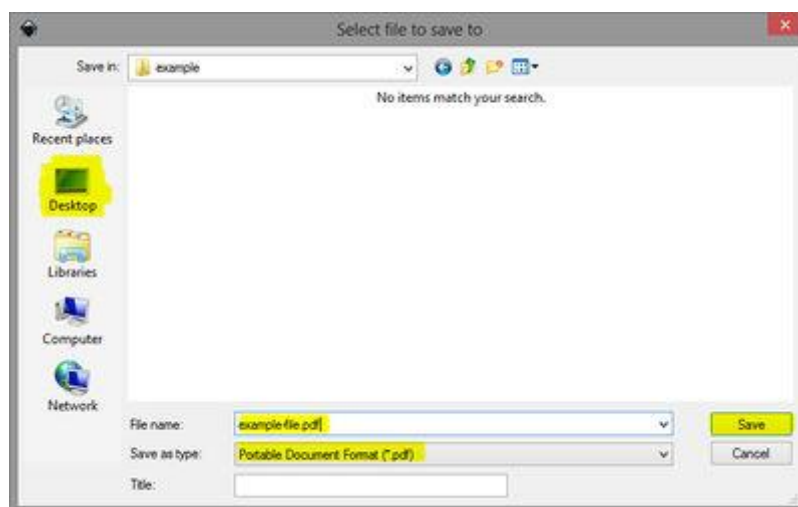 Select file to save to
Save in: example
No items match your search.
Recent places
Desktop
Libraries
Computer
Network
File name: example-file.pdf Save
Save as type: Portable Document Format (*.pdf) Cancel
Title: